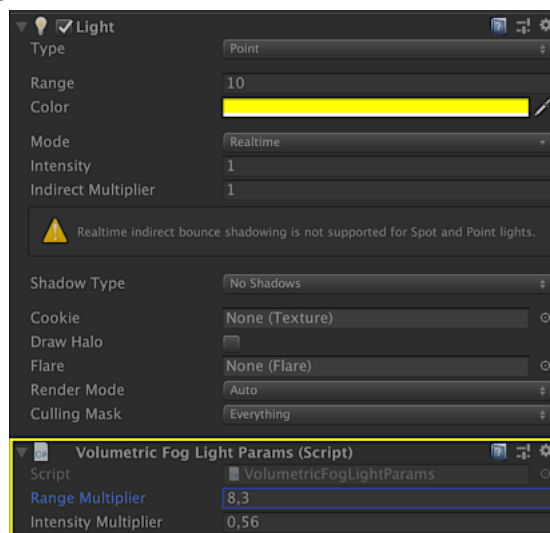 Light
Type Point
Range 10
Color
Mode Realtime
Intensity 1
Indirect Multiplier 1
Realtime indirect bounce shadowing is not supported for Spot and Point lights.
Shadow Type No Shadows
Cookie None (Texture)
Draw Halo
Flare None (Flare)
Render Mode Auto
Culling Mask Everything
C# Volumetric Fog Light Params (Script)
Script VolumetricFogLightParams
Range Multiplier 8,3
Intensity Multiplier 0,56